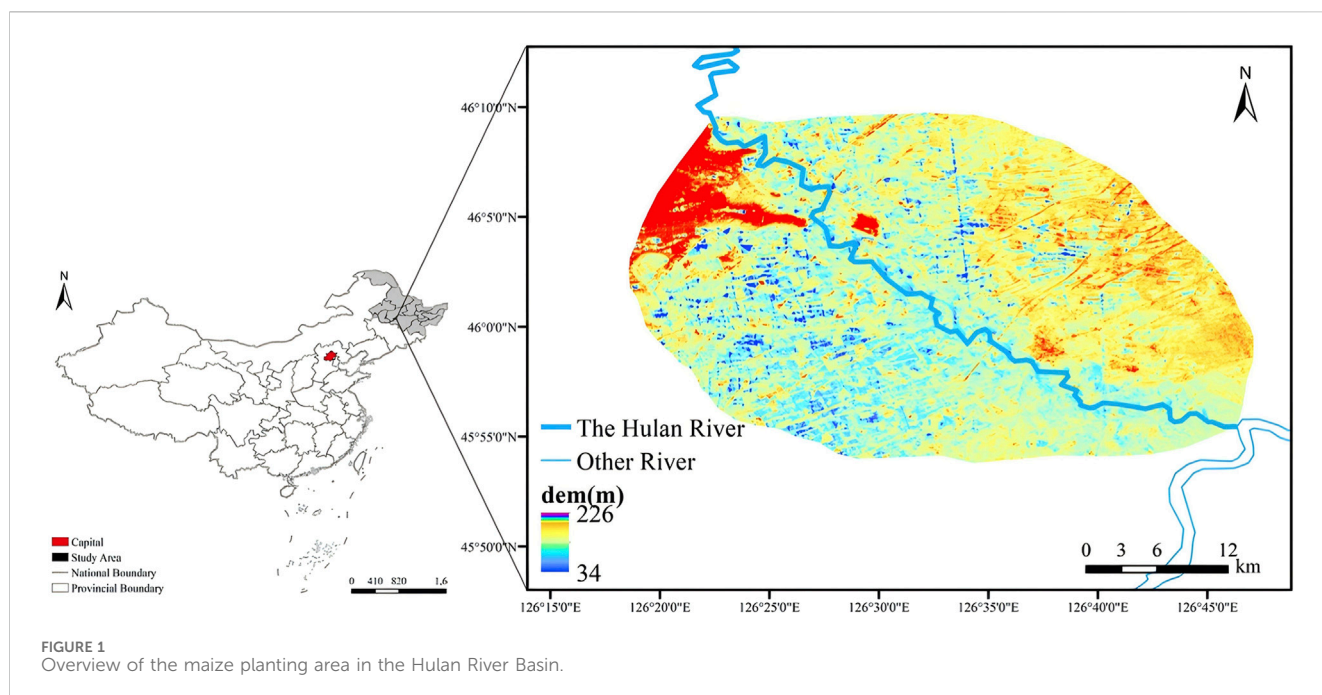 N
46°10'0"N
46°5'0"N
46°0'0"N
45°55'0"N
45°50'0"N
The Hulan River
Other River
dem(m)
226
34
0 3 6 12
km
126°15'0"E 126°20'0"E 126°25'0"E 126°30'0"E 126°35'0"E 126°40'0"E 126°45'0"E
N
Capital
Study Area
National Boundary
Provincial Boundary
0 410 820 1,6
FIGURE 1
Overview of the maize planting area in the Hulan River Basin.